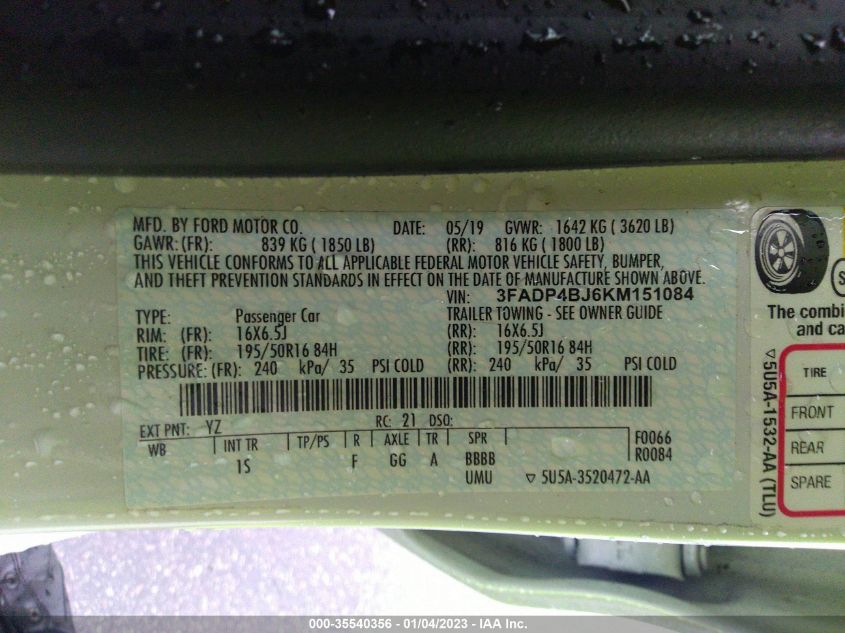 MFD. BY FORD MOTOR CO. DATE: 05/19 GVWR: 1642 KG ( 3620 LB)
GAWR: (FR): 839 KG ( 1850 LB) (RR): 816 KG ( 1800 LB)
THIS VEHICLE CONFORMS TO ALL APPLICABLE FEDERAL MOTOR VEHICLE SAFETY, BUMPER,
AND THEFT PREVENTION STANDARDS IN EFFECT ON THE DATE OF MANUFACTURE SHOWN ABOVE.
VIN: 3FADP4BJ6KM151084
TYPE: Passenger Car TRAILER TOWING - SEE OWNER GUIDE
RIM: (FR): 16X6.5J (RR): 16X6.5J
TIRE: (FR): 195/50R16 84H (RR): 195/50R16 84H
PRESSURE: (FR): 240 kPa/ 35 PSI COLD (RR): 240 kPa/ 35 PSI COLD
EXT PNT: YZ RC: 21 DSO:
WB INT TR TP/PS R AXLE TR SPR F0066
1S F GG A BBBB R0084
UMU ▽ 5U5A-3520472-AA
S
The combi
and ca
▽5U5A-1532-AA (TLU)
TIRE
FRONT
REAR
SPARE
000-35540356 - 01/04/2023 - IAA Inc.